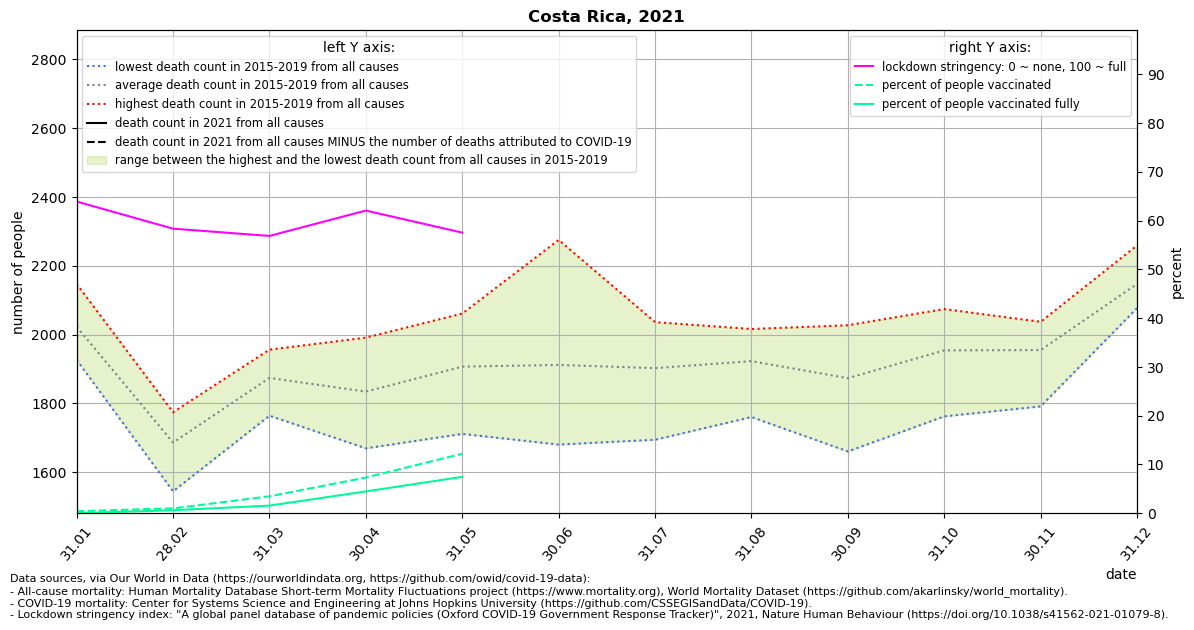 Costa Rica, 2021
left Y axis:
lowest death count in 2015-2019 from all causes
average death count in 2015-2019 from all causes
highest death count in 2015-2019 from all causes
death count in 2021 from all causes
death count in 2021 from all causes MINUS the number of deaths attributed to COVID-19
range between the highest and the lowest death count from all causes in 2015-2019
right Y axis:
lockdown stringency: 0 ~ none, 100 ~ full
percent of people vaccinated
percent of people vaccinated fully
number of people
2800
2600
2400
2200
2000
1800
1600
percent
90
80
70
60
50
40
30
20
10
0
31.01
28.02
31.03
30.04
31.05
30.06
31.07
31.08
30.09
31.10
30.11
31.12
date
Data sources, via Our World in Data (https://ourworldindata.org, https://github.com/owid/covid-19-data):
- All-cause mortality: Human Mortality Database Short-term Mortality Fluctuations project (https://www.mortality.org), World Mortality Dataset (https://github.com/akarlinsky/world_mortality).
- COVID-19 mortality: Center for Systems Science and Engineering at Johns Hopkins University (https://github.com/CSSEGISandData/COVID-19).
- Lockdown stringency index: "A global panel database of pandemic policies (Oxford COVID-19 Government Response Tracker)", 2021, Nature Human Behaviour (https://doi.org/10.1038/s41562-021-01079-8).